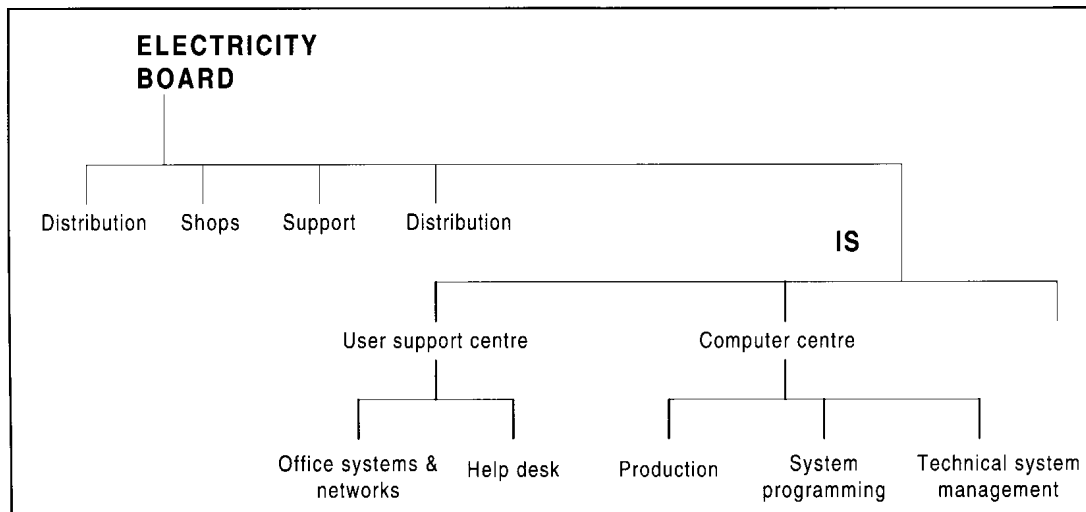 ELECTRICITY
BOARD
Distribution
Shops
Support
Distribution
IS
User support centre
Computer centre
Office systems &
networks
Help desk
Production
System
programming
Technical system
management